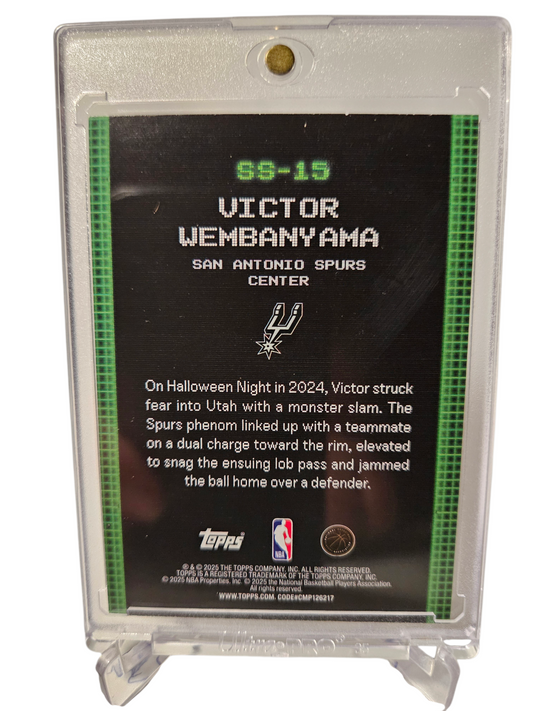 SS-15
VICTOR
WEMBANYAMA
SAN ANTONIO SPURS
CENTER
On Halloween Night in 2024, Victor struck
fear into Utah with a monster slam. The
Spurs phenom linked up with a teammate
on a dual charge toward the rim, elevated
to snag the ensuing lob pass and jammed
the ball home over a defender.
Topps
NBA
® & © 2025 THE TOPPS COMPANY, INC. ALL RIGHTS RESERVED.
TOPPS IS A REGISTERED TRADEMARK OF THE TOPPS COMPANY, INC.
© 2025 NBA Properties, Inc. © 2025 the National Basketball Players Association.
All rights reserved.
WWW.TOPPS.COM. CODE#CMP126217